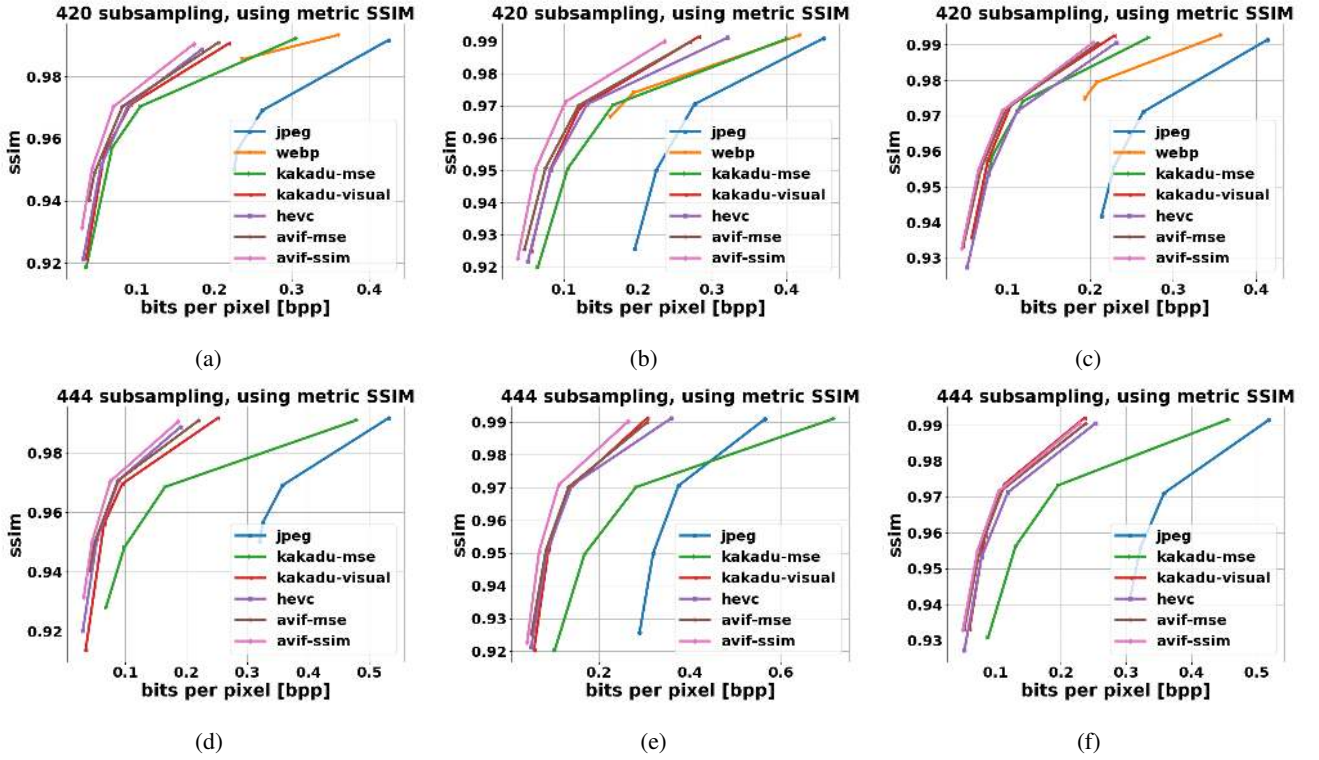 420 subsampling, using metric SSIM
ssim
0.98
0.96
0.94
0.92
0.1
0.2
0.3
0.4
bits per pixel [bpp]
jpeg
webp
kakadu-mse
kakadu-visual
hevc
avif-mse
avif-ssim
(a)
420 subsampling, using metric SSIM
ssim
0.99
0.98
0.97
0.96
0.95
0.94
0.93
0.92
0.1
0.2
0.3
0.4
bits per pixel [bpp]
jpeg
webp
kakadu-mse
kakadu-visual
hevc
avif-mse
avif-ssim
(b)
420 subsampling, using metric SSIM
ssim
0.99
0.98
0.97
0.96
0.95
0.94
0.93
0.1
0.2
0.3
0.4
bits per pixel [bpp]
jpeg
webp
kakadu-mse
kakadu-visual
hevc
avif-mse
avif-ssim
(c)
444 subsampling, using metric SSIM
ssim
0.98
0.96
0.94
0.92
0.1
0.2
0.3
0.4
0.5
bits per pixel [bpp]
jpeg
kakadu-mse
kakadu-visual
hevc
avif-mse
avif-ssim
(d)
444 subsampling, using metric SSIM
ssim
0.99
0.98
0.97
0.96
0.95
0.94
0.93
0.92
0.2
0.4
0.6
bits per pixel [bpp]
jpeg
kakadu-mse
kakadu-visual
hevc
avif-mse
avif-ssim
(e)
444 subsampling, using metric SSIM
ssim
0.99
0.98
0.97
0.96
0.95
0.94
0.93
0.1
0.2
0.3
0.4
0.5
bits per pixel [bpp]
jpeg
kakadu-mse
kakadu-visual
hevc
avif-mse
avif-ssim
(f)